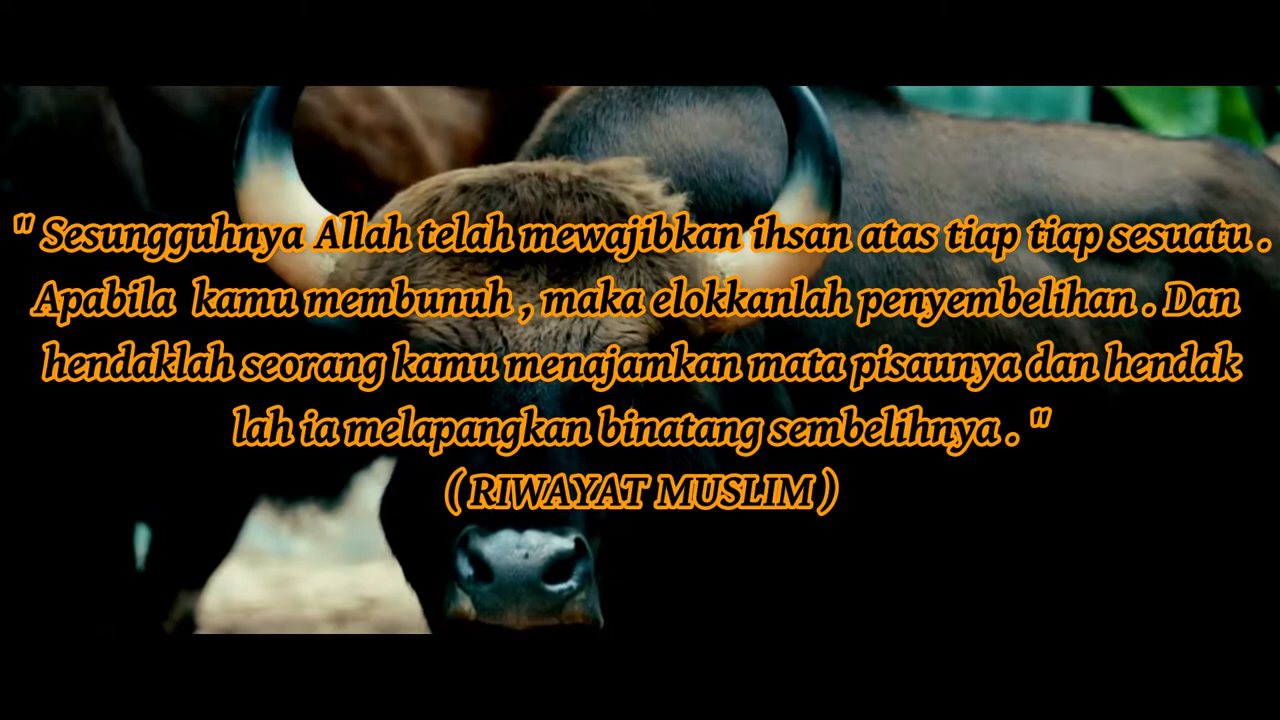 " Sesungguhnya Allah telah mewajibkan ihsan atas tiap tiap sesuatu .
Apabila  kamu membunuh , maka elokkanlah penyembelihan . Dan
hendaklah seorang kamu menajamkan mata pisaunya dan hendak
lah ia melapangkan binatang sembelihnya . "
( RIWAYAT MUSLIM )